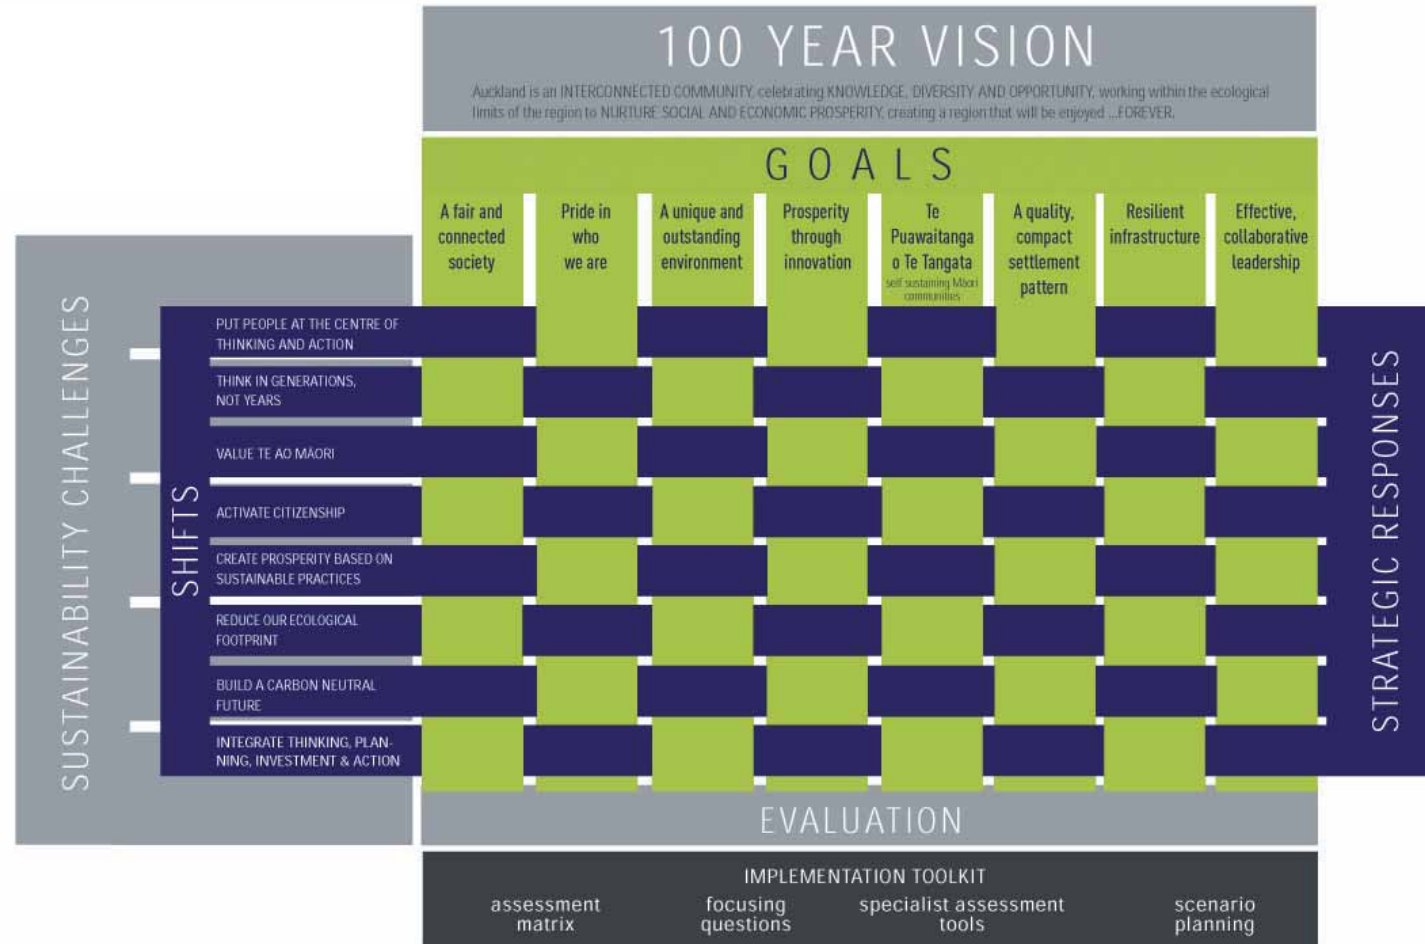 100 YEAR VISION
Auckland is an INTERCONNECTED COMMUNITY, celebrating KNOWLEDGE, DIVERSITY AND OPPORTUNITY, working within the ecological
limits of the region to NURTURE SOCIAL AND ECONOMIC PROSPERITY, creating a region that will be enjoyed ...FOREVER.
GOALS
A fair and
connected
society
Pride in
who
we are
A unique and
outstanding
environment
Prosperity
through
innovation
Te
Puawaitanga
o Te Tangata
self sustaining Māori
communities
A quality,
compact
settlement
pattern
Resilient
infrastructure
Effective,
collaborative
leadership
SUSTAINABILITY CHALLENGES
SHIFTS
PUT PEOPLE AT THE CENTRE OF
THINKING AND ACTION
THINK IN GENERATIONS,
NOT YEARS
VALUE TE AO MĀORI
ACTIVATE CITIZENSHIP
CREATE PROSPERITY BASED ON
SUSTAINABLE PRACTICES
REDUCE OUR ECOLOGICAL
FOOTPRINT
BUILD A CARBON NEUTRAL
FUTURE
INTEGRATE THINKING, PLAN-
NING, INVESTMENT & ACTION
STRATEGIC RESPONSES
EVALUATION
IMPLEMENTATION TOOLKIT
assessment
matrix
focusing
questions
specialist assessment
tools
scenario
planning